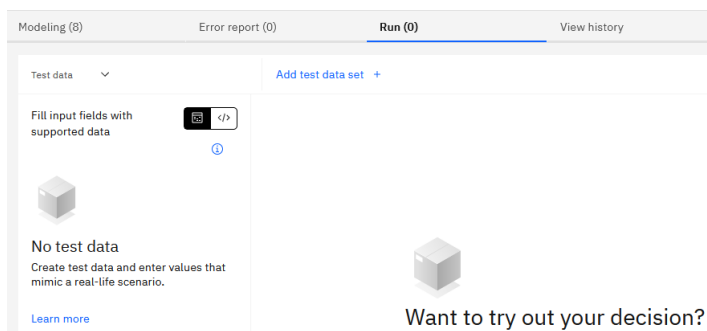 Modeling (8)
Error report (0)
Run (0)
View history
Test data
Add test data set +
Fill input fields with
supported data
</>
No test data
Create test data and enter values that
mimic a real-life scenario.
Learn more
Want to try out your decision?